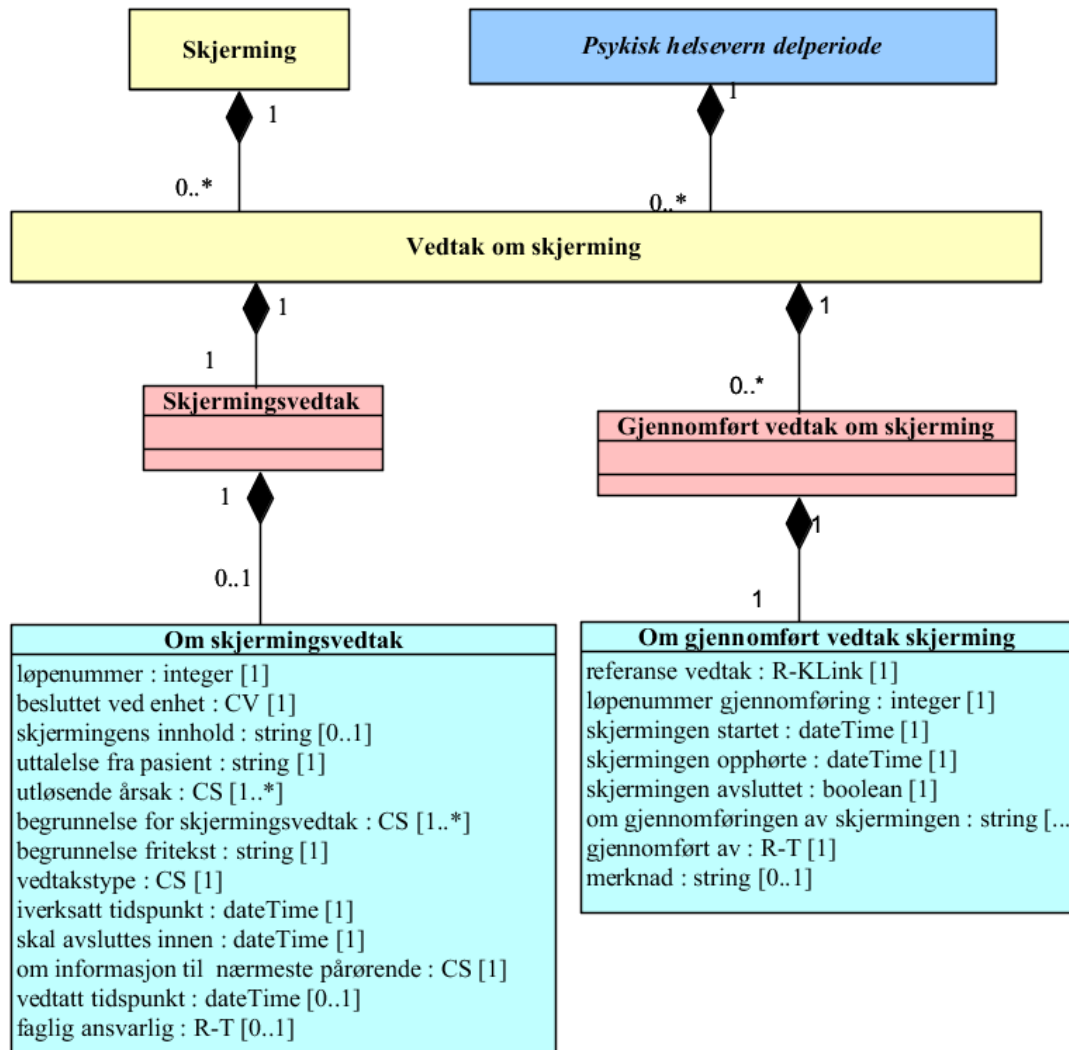 Skjerming
Psykisk helsevern delperiode
1
1
0..*
0..*
Vedtak om skjerming
1
1
1
0..*
Skjermingsvedtak
Gjennomført vedtak om skjerming
1
1
0..1
1
Om skjermingsvedtak
løpenummer : integer [1]
besluttet ved enhet : CV [1]
skjermingens innhold : string [0..1]
uttalelse fra pasient : string [1]
utløsende årsak : CS [1..*]
begrunnelse for skjermingsvedtak : CS [1..*]
begrunnelse fritekst : string [1]
vedtakstype : CS [1]
iverksatt tidspunkt : dateTime [1]
skal avsluttes innen : dateTime [1]
om informasjon til  nærmeste pårørende : CS [1]
vedtatt tidspunkt : dateTime [0..1]
faglig ansvarlig : R-T [0..1]
Om gjennomført vedtak skjerming
referanse vedtak : R-KLink [1]
løpenummer gjennomføring : integer [1]
skjermingen startet : dateTime [1]
skjermingen opphørte : dateTime [1]
skjermingen avsluttet : boolean [1]
om gjennomføringen av skjermingen : string [...
gjennomført av : R-T [1]
merknad : string [0..1]